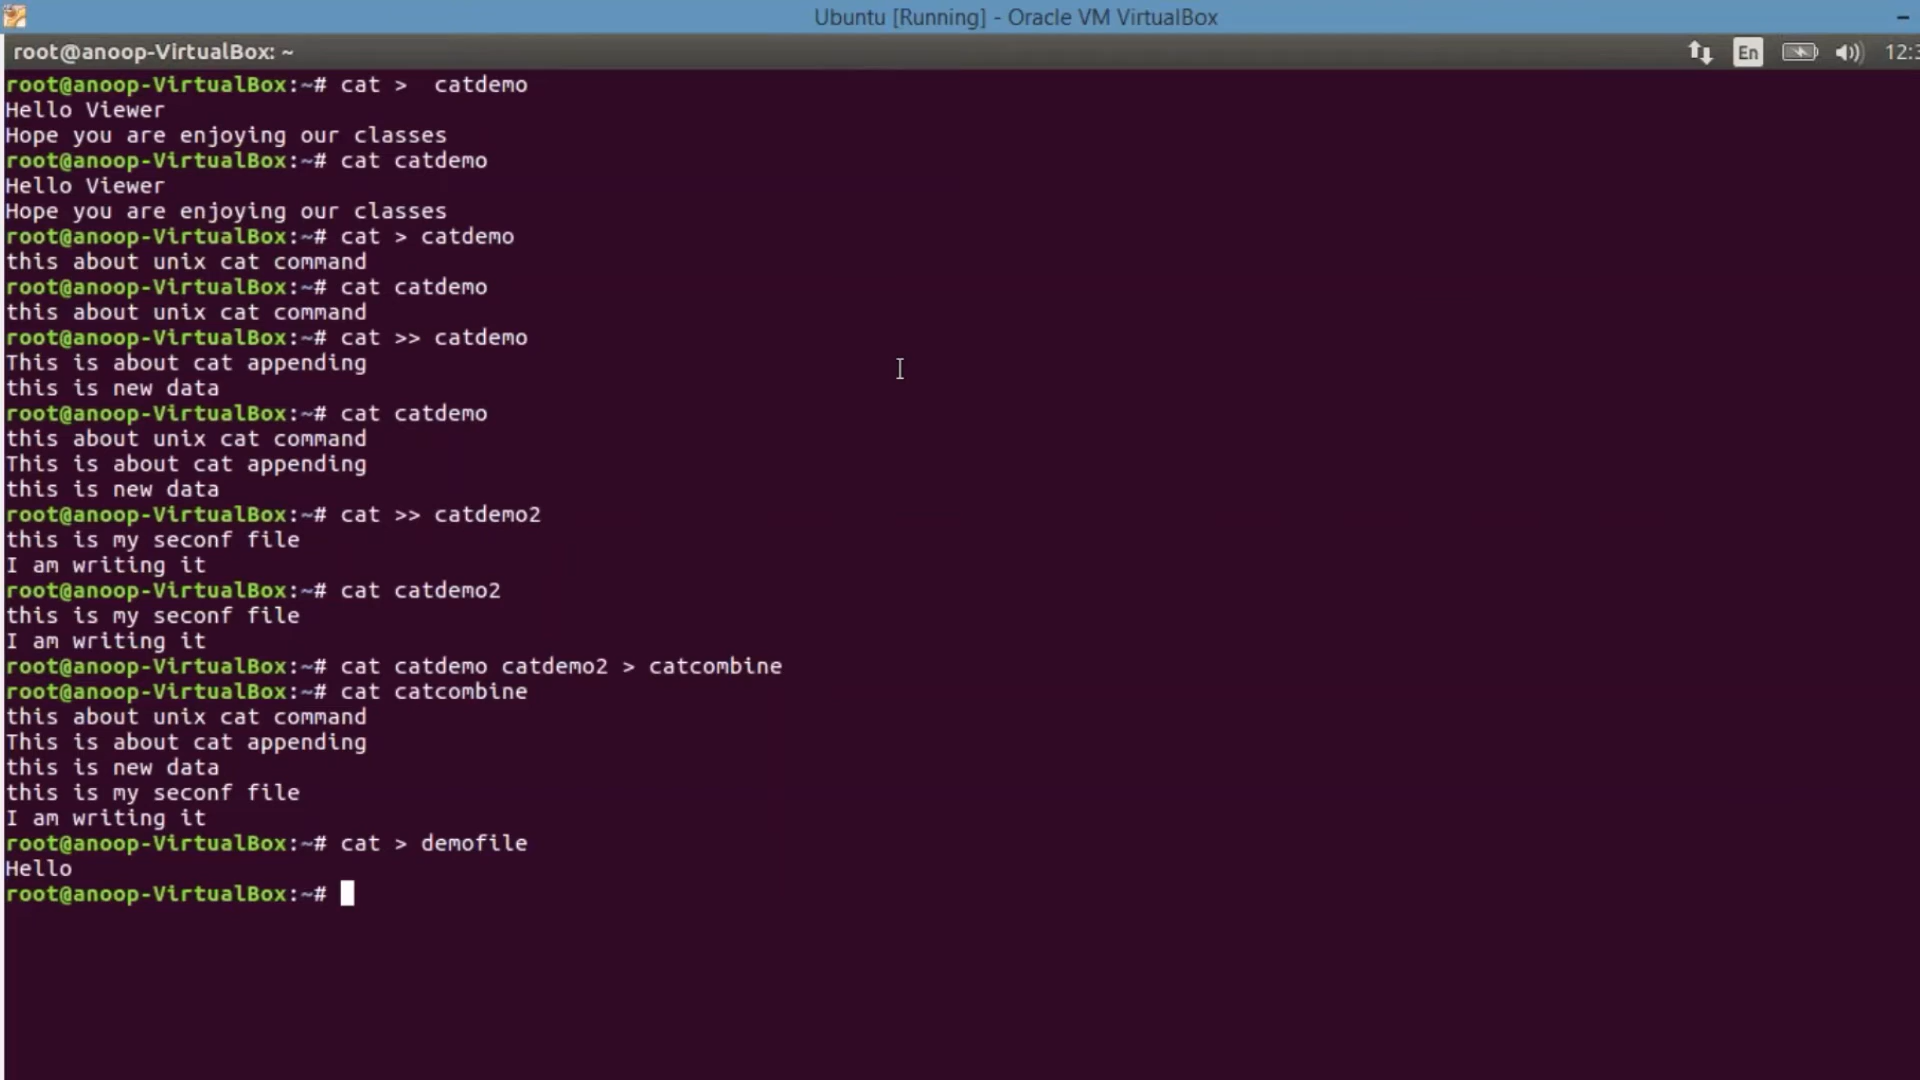 Ubuntu [Running] - Oracle VM VirtualBox
root@anoop-VirtualBox: ~
En
root@anoop-VirtualBox:~# cat >  catdemo
Hello Viewer
Hope you are enjoying our classes
root@anoop-VirtualBox:~# cat catdemo
Hello Viewer
Hope you are enjoying our classes
root@anoop-VirtualBox:~# cat > catdemo
this about unix cat command
root@anoop-VirtualBox:~# cat catdemo
this about unix cat command
root@anoop-VirtualBox:~# cat >> catdemo
This is about cat appending
this is new data
root@anoop-VirtualBox:~# cat catdemo
this about unix cat command
This is about cat appending
this is new data
root@anoop-VirtualBox:~# cat >> catdemo2
this is my seconf file
I am writing it
root@anoop-VirtualBox:~# cat catdemo2
this is my seconf file
I am writing it
root@anoop-VirtualBox:~# cat catdemo catdemo2 > catcombine
root@anoop-VirtualBox:~# cat catcombine
this about unix cat command
This is about cat appending
this is new data
this is my seconf file
I am writing it
root@anoop-VirtualBox:~# cat > demofile
Hello
root@anoop-VirtualBox:~#